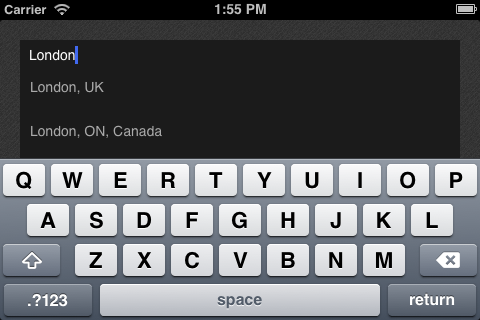 Carrier 1:55 PM
London
London, UK
London, ON, Canada
Q W E R T Y U I O P
A S D F G H J K L
Z X C V B N M
.?123 space return